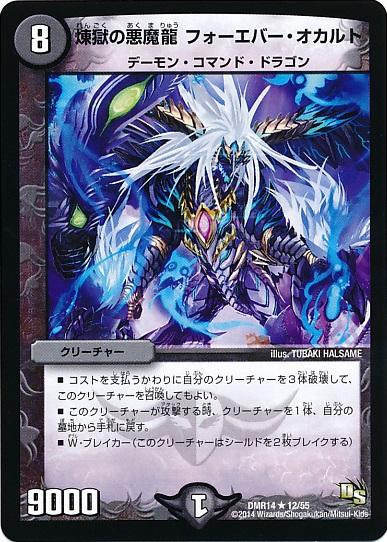 8
れんごく あくまりゅう
煉獄の悪魔龍 フォーエバー・オカルト
デーモン・コマンド・ドラゴン
illus. TUBAKI HALSAME
クリーチャー
■ コストを支払うかわりに自分のクリーチャーを3体破壊して、
このクリーチャーを召喚してもよい。
■ このクリーチャーが攻撃する時、クリーチャーを1体、自分の
墓地から手札に戻す。
■ W・ブレイカー(このクリーチャーはシールドを2枚ブレイクする)
9000
1
DS
DMR14 ★ 12/55
©2014 Wizards/Shogakukan/Mitsui-Kids